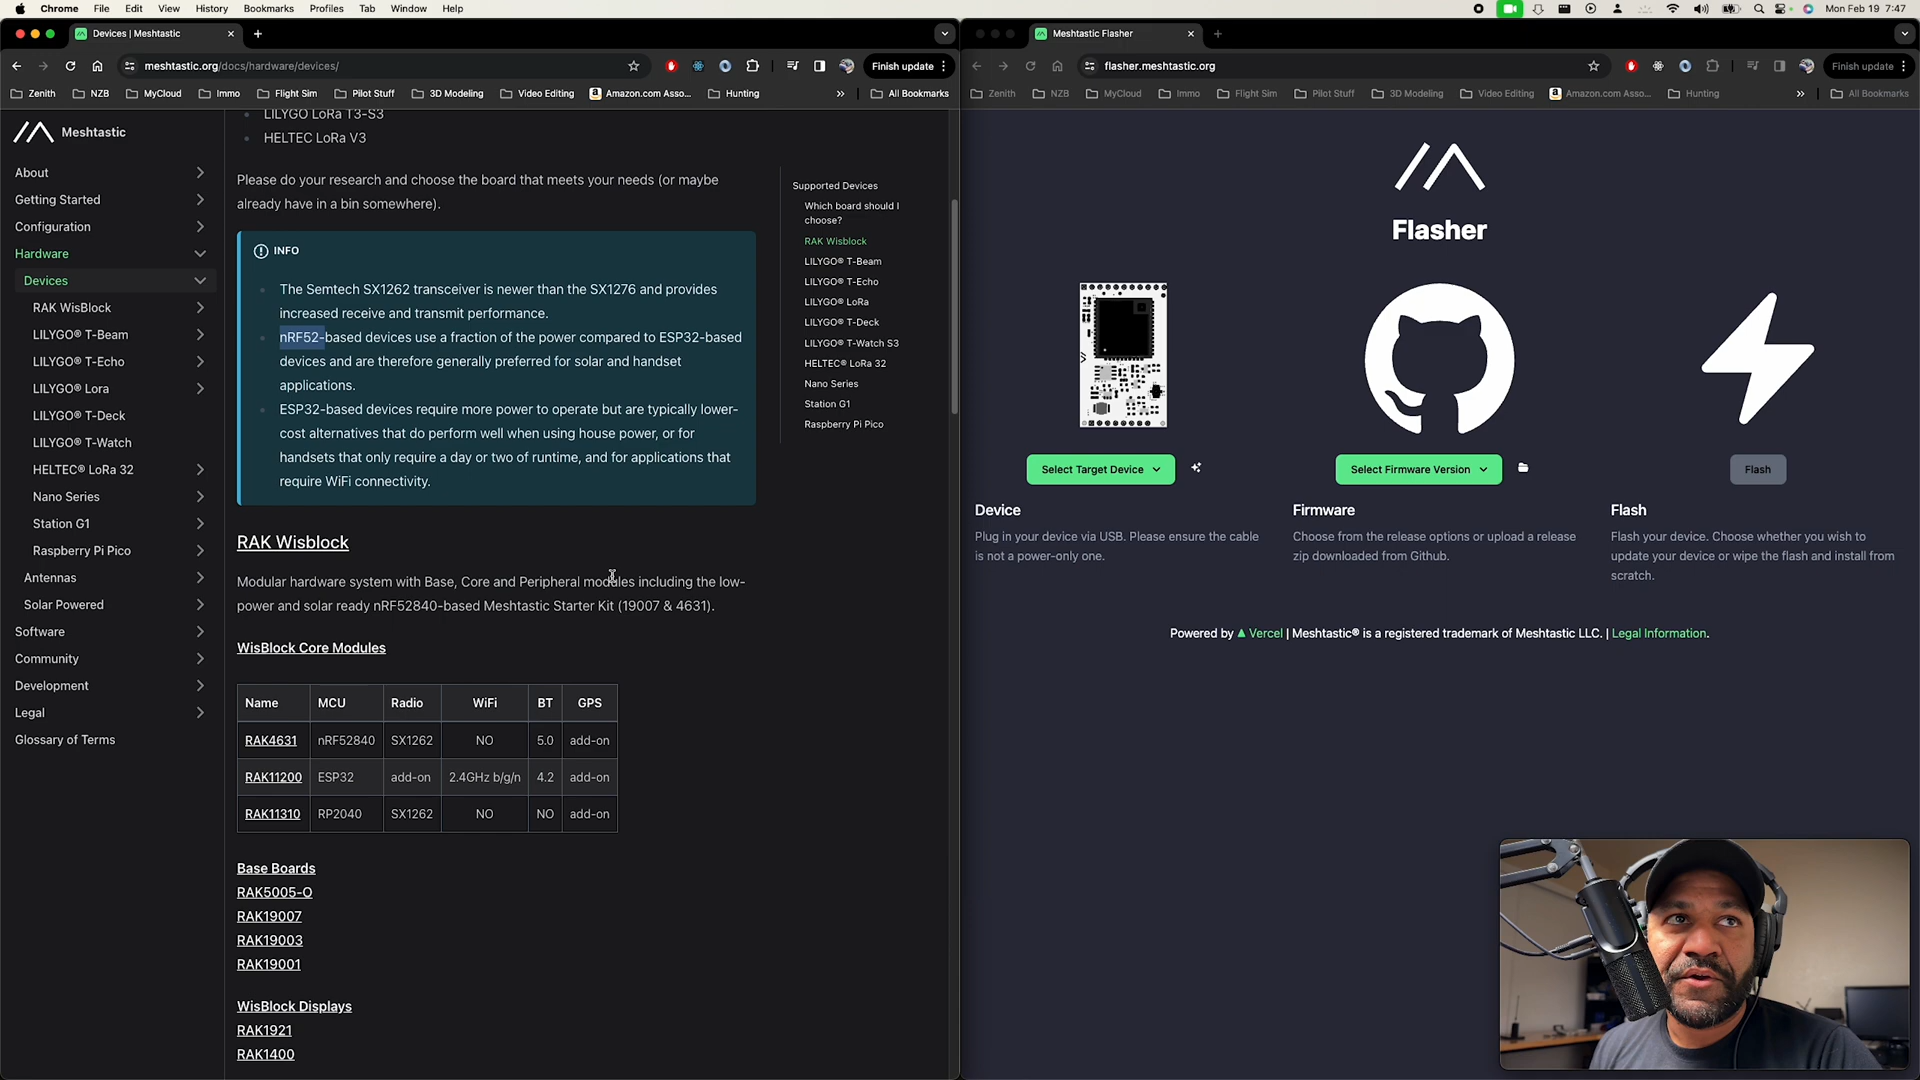 Chrome File Edit View History Bookmarks Profiles Tab Window Help
Mon Feb 19 7:47
Devices | Meshtastic
meshtastic.org/docs/hardware/devices/
Finish update
Zenith NZB MyCloud Immo Flight Sim Pilot Stuff 3D Modeling Video Editing Amazon.com Asso... Hunting » All Bookmarks
Meshtastic
About
Getting Started
Configuration
Hardware
Devices
RAK WisBlock
LILYGO® T-Beam
LILYGO® T-Echo
LILYGO® Lora
LILYGO® T-Deck
LILYGO® T-Watch
HELTEC® LoRa 32
Nano Series
Station G1
Raspberry Pi Pico
Antennas
Solar Powered
Software
Community
Development
Legal
Glossary of Terms
LILYGO LoRa T3-S3
HELTEC LoRa V3
Please do your research and choose the board that meets your needs (or maybe
already have in a bin somewhere).
INFO
The Semtech SX1262 transceiver is newer than the SX1276 and provides
increased receive and transmit performance.
nRF52-based devices use a fraction of the power compared to ESP32-based
devices and are therefore generally preferred for solar and handset
applications.
ESP32-based devices require more power to operate but are typically lower-
cost alternatives that do perform well when using house power, or for
handsets that only require a day or two of runtime, and for applications that
require WiFi connectivity.
RAK Wisblock
Modular hardware system with Base, Core and Peripheral modules including the low-
power and solar ready nRF52840-based Meshtastic Starter Kit (19007 & 4631).
WisBlock Core Modules
Name MCU Radio WiFi BT GPS
RAK4631 nRF52840 SX1262 NO 5.0 add-on
RAK11200 ESP32 add-on 2.4GHz b/g/n 4.2 add-on
RAK11310 RP2040 SX1262 NO NO add-on
Base Boards
RAK5005-O
RAK19007
RAK19003
RAK19001
WisBlock Displays
RAK1921
RAK1400
Supported Devices
Which board should I
choose?
RAK Wisblock
LILYGO® T-Beam
LILYGO® T-Echo
LILYGO® LoRa
LILYGO® T-Deck
LILYGO® T-Watch S3
HELTEC® LoRa 32
Nano Series
Station G1
Raspberry Pi Pico
Meshtastic Flasher
flasher.meshtastic.org
Finish update
Zenith NZB MyCloud Immo Flight Sim Pilot Stuff 3D Modeling Video Editing Amazon.com Asso... Hunting » All Bookmarks
Flasher
Select Target Device
Device
Plug in your device via USB. Please ensure the cable
is not a power-only one.
Select Firmware Version
Firmware
Choose from the release options or upload a release
zip downloaded from Github.
Flash
Flash
Flash your device. Choose whether you wish to
update your device or wipe the flash and install from
scratch.
Powered by ▲ Vercel | Meshtastic® is a registered trademark of Meshtastic LLC. | Legal Information.